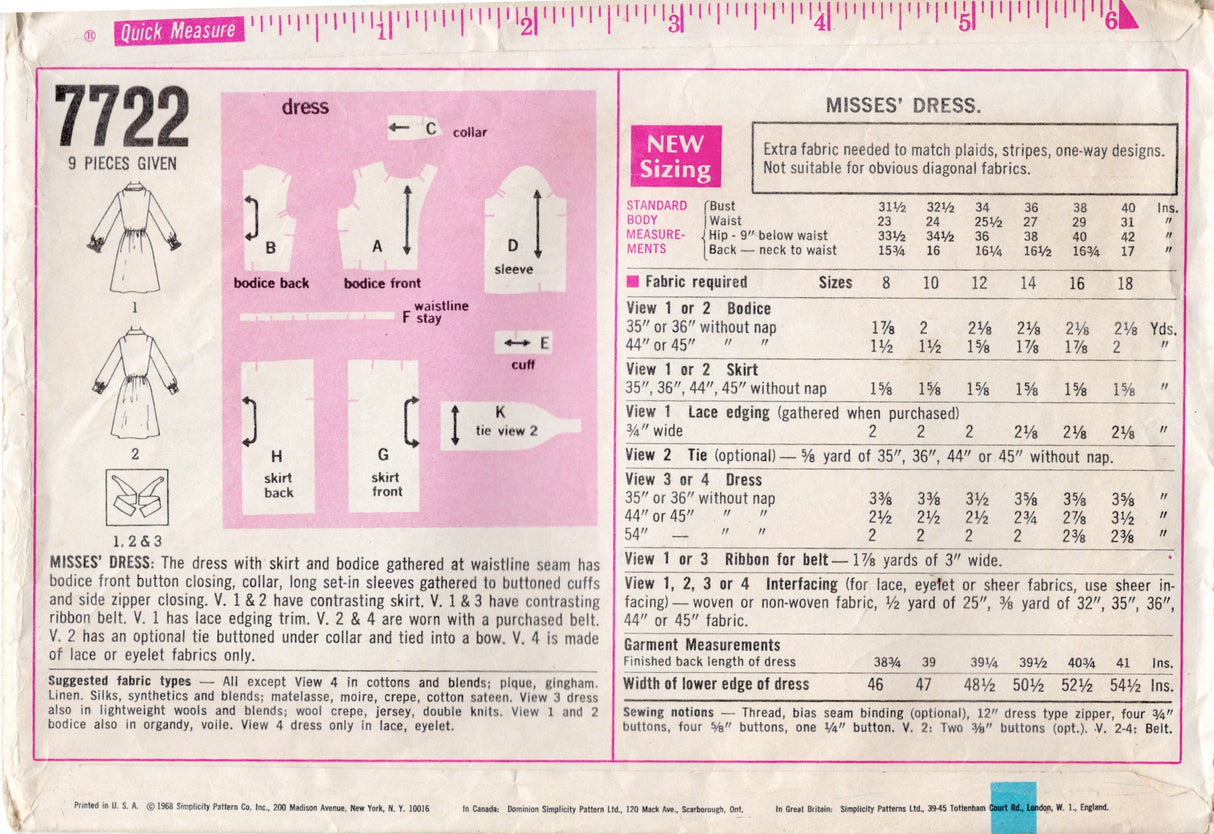 ® Quick Measure 1 2 3 4 5 6
7722
9 PIECES GIVEN
1
2
1, 2 & 3
dress
C collar
B
bodice back
A
bodice front
D
sleeve
F waistline stay
E
cuff
H
skirt
back
G
skirt
front
K
tie view 2
MISSES' DRESS: The dress with skirt and bodice gathered at waistline seam has
bodice front button closing, collar, long set-in sleeves gathered to buttoned cuffs
and side zipper closing. V. 1 & 2 have contrasting skirt. V. 1 & 3 have contrasting
ribbon belt. V. 1 has lace edging trim. V. 2 & 4 are worn with a purchased belt.
V. 2 has an optional tie buttoned under collar and tied into a bow. V. 4 is made
of lace or eyelet fabrics only.
Suggested fabric types — All except View 4 in cottons and blends; pique, gingham.
Linen. Silks, synthetics and blends; matelasse, moire, crepe, cotton sateen. View 3 dress
also in lightweight wools and blends; wool crepe, jersey, double knits. View 1 and 2
bodice also in organdy, voile. View 4 dress only in lace, eyelet.
MISSES' DRESS.
NEW
Sizing
Extra fabric needed to match plaids, stripes, one-way designs.
Not suitable for obvious diagonal fabrics.
STANDARD
BODY
MEASURE-
MENTS
Bust 31½ 32½ 34 36 38 40 Ins.
Waist 23 24 25½ 27 29 31 "
Hip - 9" below waist 33½ 34½ 36 38 40 42 "
Back — neck to waist 15¾ 16 16¼ 16½ 16¾ 17 "
Fabric required Sizes 8 10 12 14 16 18
View 1 or 2 Bodice
35" or 36" without nap 1⅞ 2 2⅛ 2⅛ 2⅛ 2⅛ Yds.
44" or 45" " " 1½ 1½ 1⅝ 1⅞ 1⅞ 2 "
View 1 or 2 Skirt
35", 36", 44", 45" without nap 1⅝ 1⅝ 1⅝ 1⅝ 1⅝ 1⅝ "
View 1 Lace edging (gathered when purchased)
¾" wide 2 2 2 2⅛ 2⅛ 2⅛ "
View 2 Tie (optional) — ⅝ yard of 35", 36", 44" or 45" without nap.
View 3 or 4 Dress
35" or 36" without nap 3⅜ 3⅜ 3½ 3⅝ 3⅝ 3⅝ "
44" or 45" " " 2½ 2½ 2½ 2¾ 2⅞ 3½ "
54" — " " 2 2 2 2 2⅜ 2⅜ "
View 1 or 3 Ribbon for belt — 1⅞ yards of 3" wide.
View 1, 2, 3 or 4 Interfacing (for lace, eyelet or sheer fabrics, use sheer in-
facing) — woven or non-woven fabric, ½ yard of 25", ⅜ yard of 32", 35", 36",
44" or 45" fabric.
Garment Measurements
Finished back length of dress 38¾ 39 39¼ 39½ 40¾ 41 Ins.
Width of lower edge of dress 46 47 48½ 50½ 52½ 54½ Ins.
Sewing notions — Thread, bias seam binding (optional), 12" dress type zipper, four ¾"
buttons, four ⅝" buttons, one ¼" button. V. 2: Two ⅜" buttons (opt.). V. 2-4: Belt.
Printed in U. S. A. © 1968 Simplicity Pattern Co. Inc., 200 Madison Avenue, New York, N. Y. 10016 In Canada: Dominion Simplicity Pattern Ltd., 120 Mack Ave., Scarborough, Ont. In Great Britain: Simplicity Patterns Ltd., 39-45 Tottenham Court Rd., London, W. 1., England.